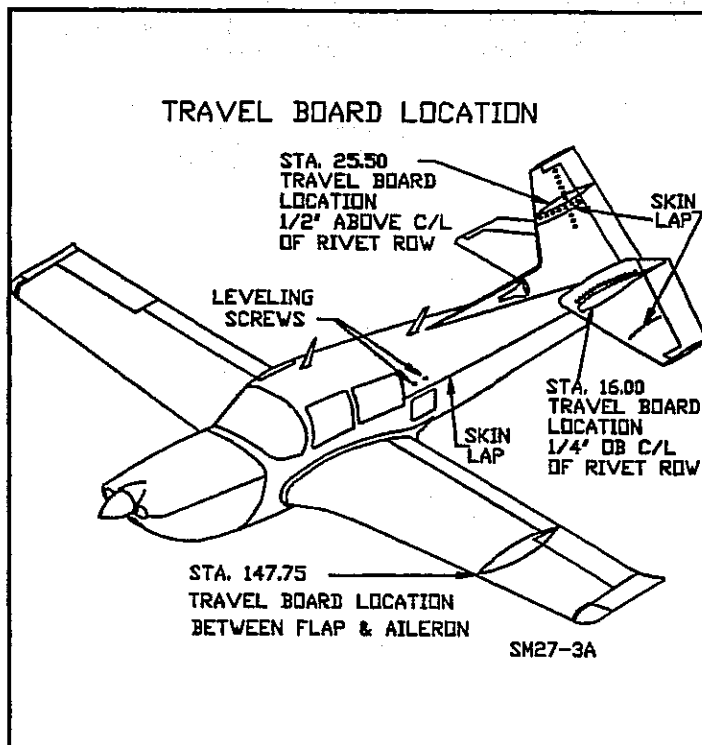 TRAVEL BOARD LOCATION
STA. 25.50
TRAVEL BOARD
LOCATION
1/2" ABOVE C/L
OF RIVET ROW
SKIN
LAP
LEVELING
SCREWS
STA. 16.00
TRAVEL BOARD
LOCATION
1/4" OB C/L
OF RIVET ROW
SKIN
LAP
STA. 147.75
TRAVEL BOARD LOCATION
BETWEEN FLAP & AILERON
SM27-3A